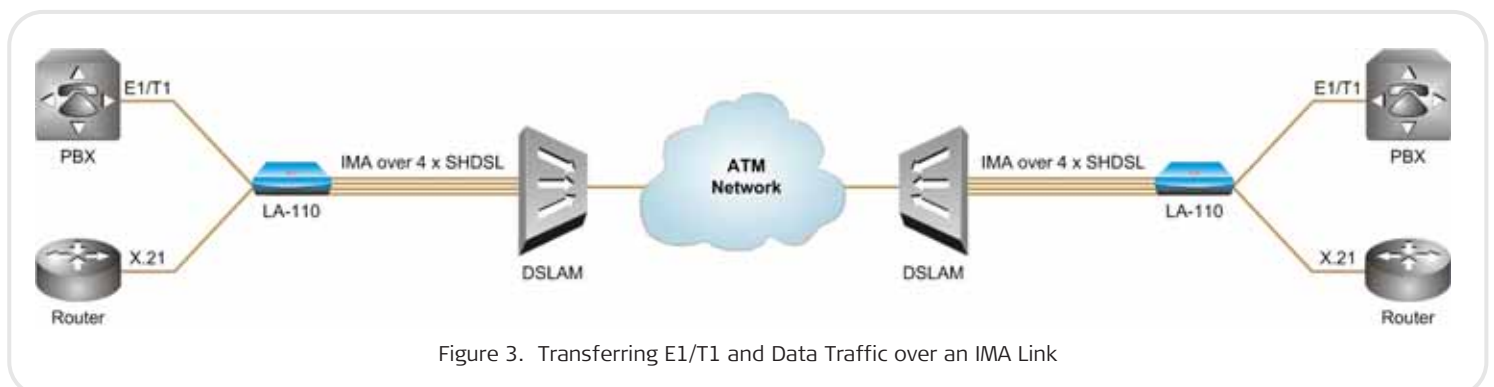 E1/T1
PBX
IMA over 4 x SHDSL
LA-110
X.21
Router
DSLAM
ATM
Network
DSLAM
IMA over 4 x SHDSL
LA-110
E1/T1
PBX
X.21
Router
Figure 3. Transferring E1/T1 and Data Traffic over an IMA Link